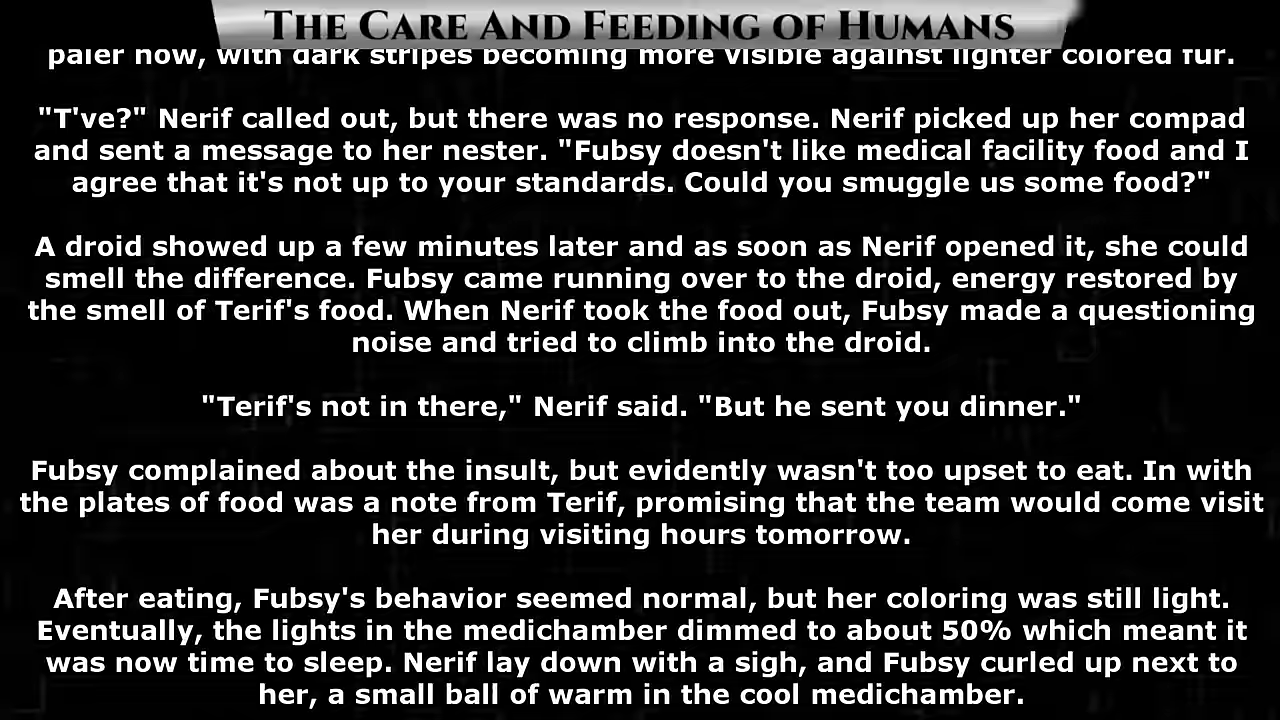 The Care And Feeding of Humans
paler now, with dark stripes becoming more visible against lighter colored fur.
"T've?" Nerif called out, but there was no response. Nerif picked up her compad
and sent a message to her nester. "Fubsy doesn't like medical facility food and I
agree that it's not up to your standards. Could you smuggle us some food?"
A droid showed up a few minutes later and as soon as Nerif opened it, she could
smell the difference. Fubsy came running over to the droid, energy restored by
the smell of Terif's food. When Nerif took the food out, Fubsy made a questioning
noise and tried to climb into the droid.
"Terif's not in there," Nerif said. "But he sent you dinner."
Fubsy complained about the insult, but evidently wasn't too upset to eat. In with
the plates of food was a note from Terif, promising that the team would come visit
her during visiting hours tomorrow.
After eating, Fubsy's behavior seemed normal, but her coloring was still light.
Eventually, the lights in the medichamber dimmed to about 50% which meant it
was now time to sleep. Nerif lay down with a sigh, and Fubsy curled up next to
her, a small ball of warm in the cool medichamber.